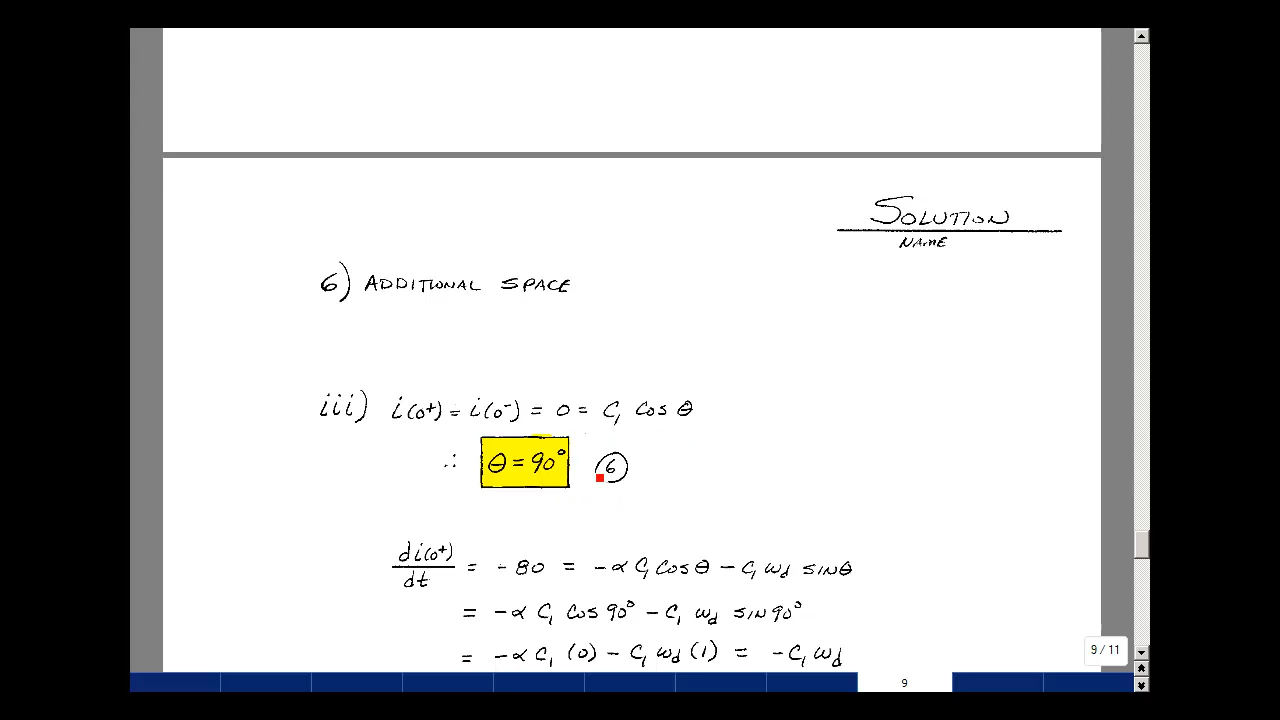 SOLUTION
NAME
6) ADDITIONAL SPACE
iii) i(0+) = i(0-) = 0 = C1 cos θ
∴ θ = 90° 6
di(0+)/dt = -80 = -α C1 cos θ - C1 ωd sin θ
= -α C1 cos 90° - C1 ωd sin 90°
= -α C1 (0) - C1 ωd (1) = -C1 ωd
9 / 11
9